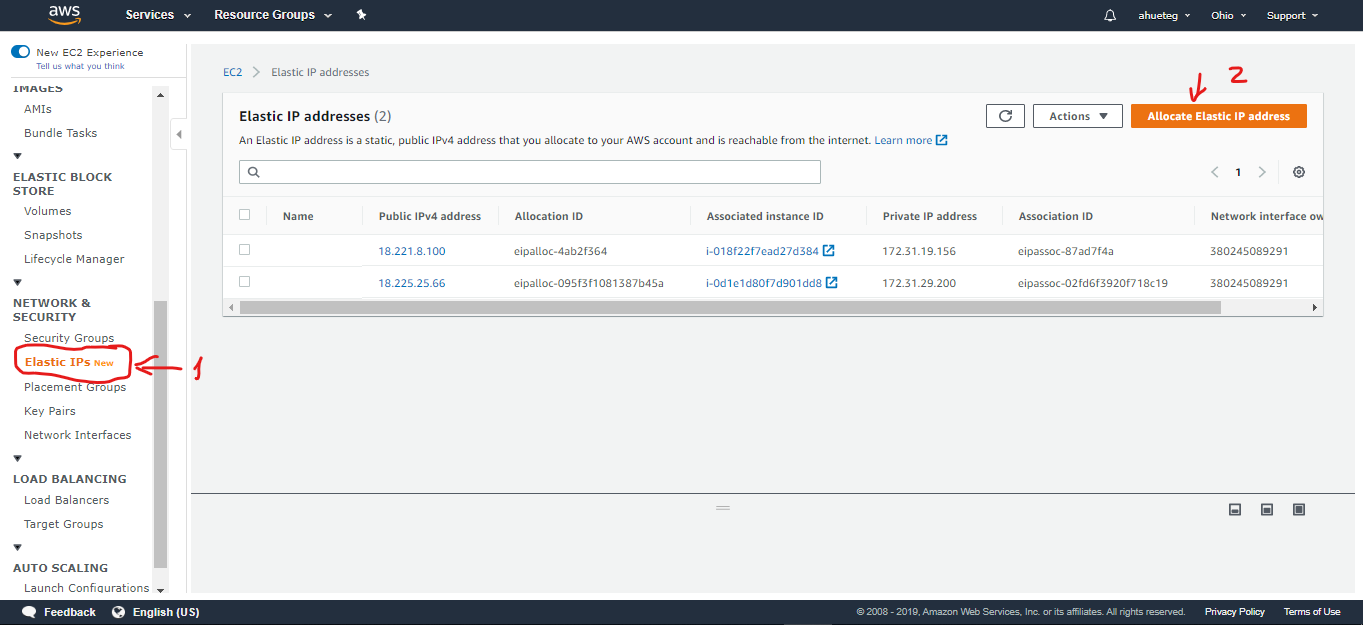 aws Services Resource Groups ahueteg Ohio Support
New EC2 Experience
Tell us what you think
IMAGES
AMIs
Bundle Tasks
ELASTIC BLOCK
STORE
Volumes
Snapshots
Lifecycle Manager
NETWORK &
SECURITY
Security Groups
Elastic IPs New
1
Placement Groups
Key Pairs
Network Interfaces
LOAD BALANCING
Load Balancers
Target Groups
AUTO SCALING
Launch Configurations
EC2 Elastic IP addresses
2
Elastic IP addresses (2) Actions Allocate Elastic IP address
An Elastic IP address is a static, public IPv4 address that you allocate to your AWS account and is reachable from the internet. Learn more
1
Name Public IPv4 address Allocation ID Associated instance ID Private IP address Association ID Network interface ow
18.221.8.100 eipalloc-4ab2f364 i-018f22f7ead27d384 172.31.19.156 eipassoc-87ad7f4a 380245089291
18.225.25.66 eipalloc-095f3f1081387b45a i-0d1e1d80f7d901dd8 172.31.29.200 eipassoc-02fd6f3920f718c19 380245089291
Feedback English (US) © 2008 - 2019, Amazon Web Services, Inc. or its affiliates. All rights reserved. Privacy Policy Terms of Use